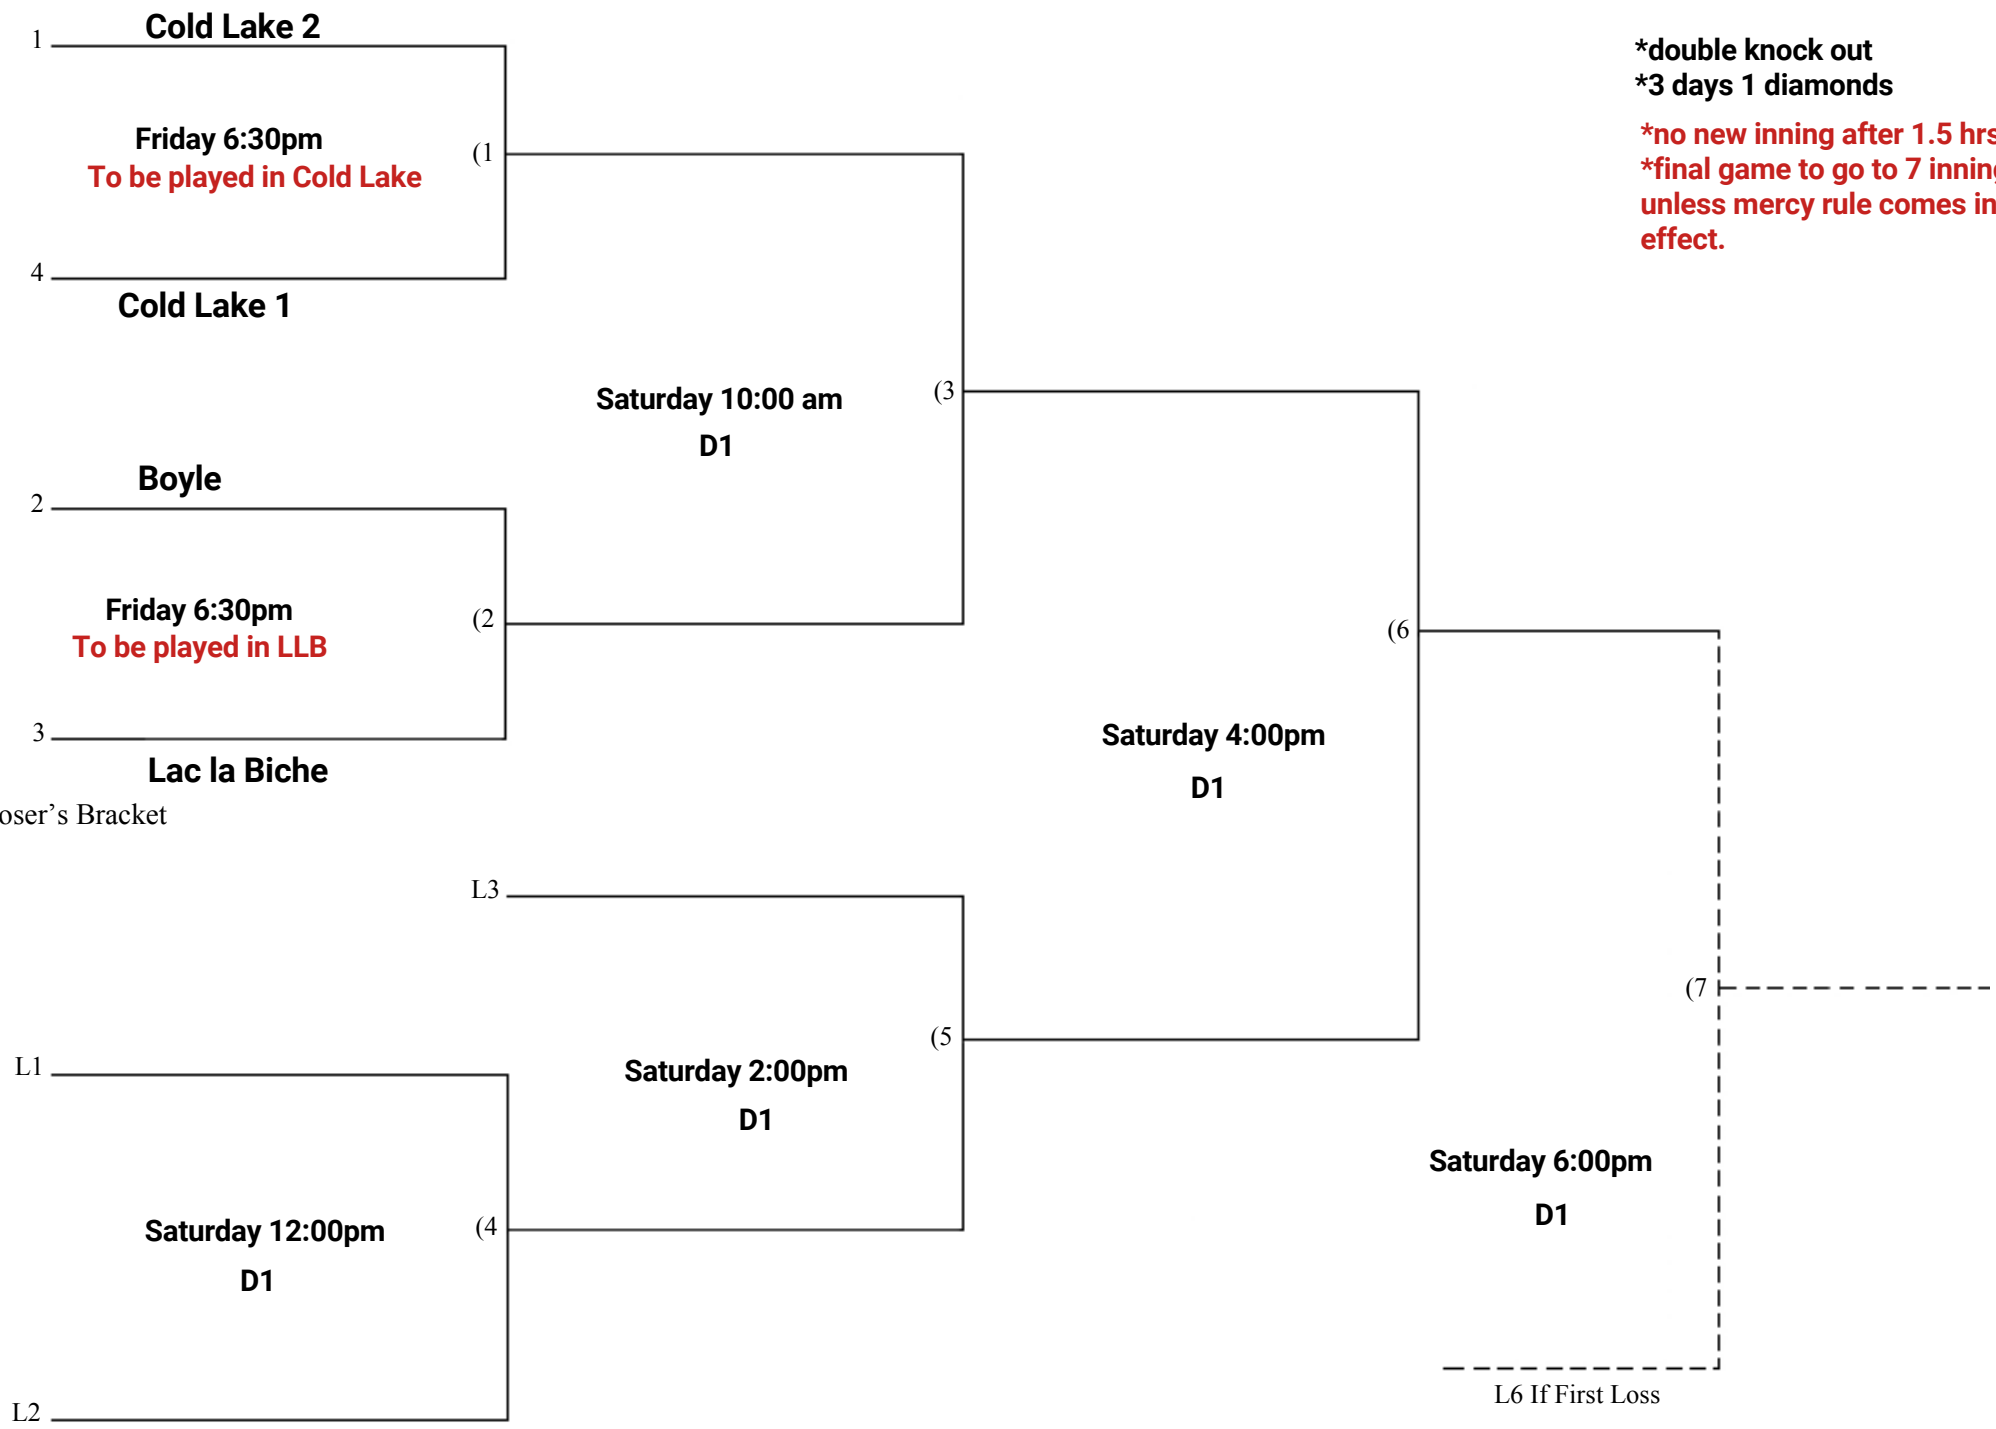 Cold Lake 2
1
*double knock out
*3 days 1 diamonds
*no new inning after 1.5 hrs
*final game to go to 7 inning
unless mercy rule comes in
effect.
Friday 6:30pm
To be played in Cold Lake
(1
4
Cold Lake 1
Saturday 10:00 am
D1
(3
Boyle
2
Friday 6:30pm
To be played in LLB
(2
3
Lac la Biche
(6
Saturday 4:00pm
D1
oser’s Bracket
L3
(7
L1
(5
Saturday 2:00pm
D1
Saturday 6:00pm
D1
Saturday 12:00pm
D1
(4
L6 If First Loss
L2